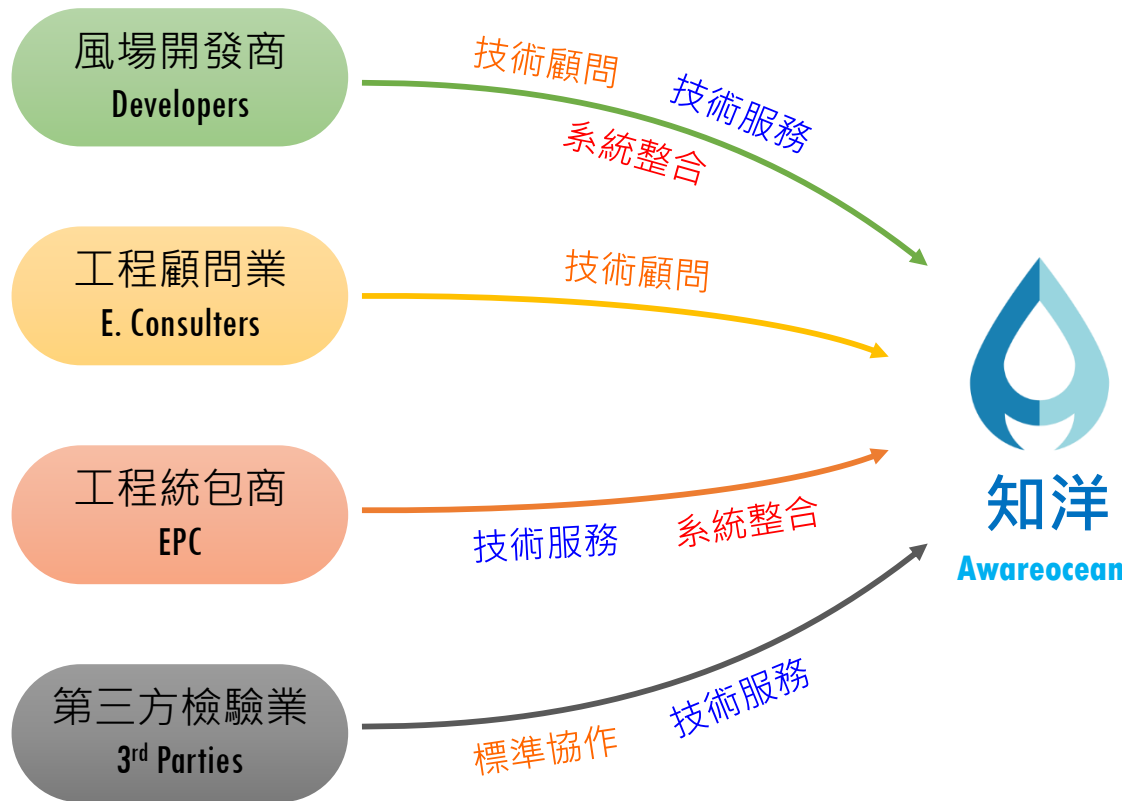 風場開發商
Developers
技術顧問
技術服務
系統整合
工程顧問業
E. Consulters
技術顧問
工程統包商
EPC
技術服務
系統整合
第三方檢驗業
3rd Parties
標準協作
技術服務
知洋
Awareocean